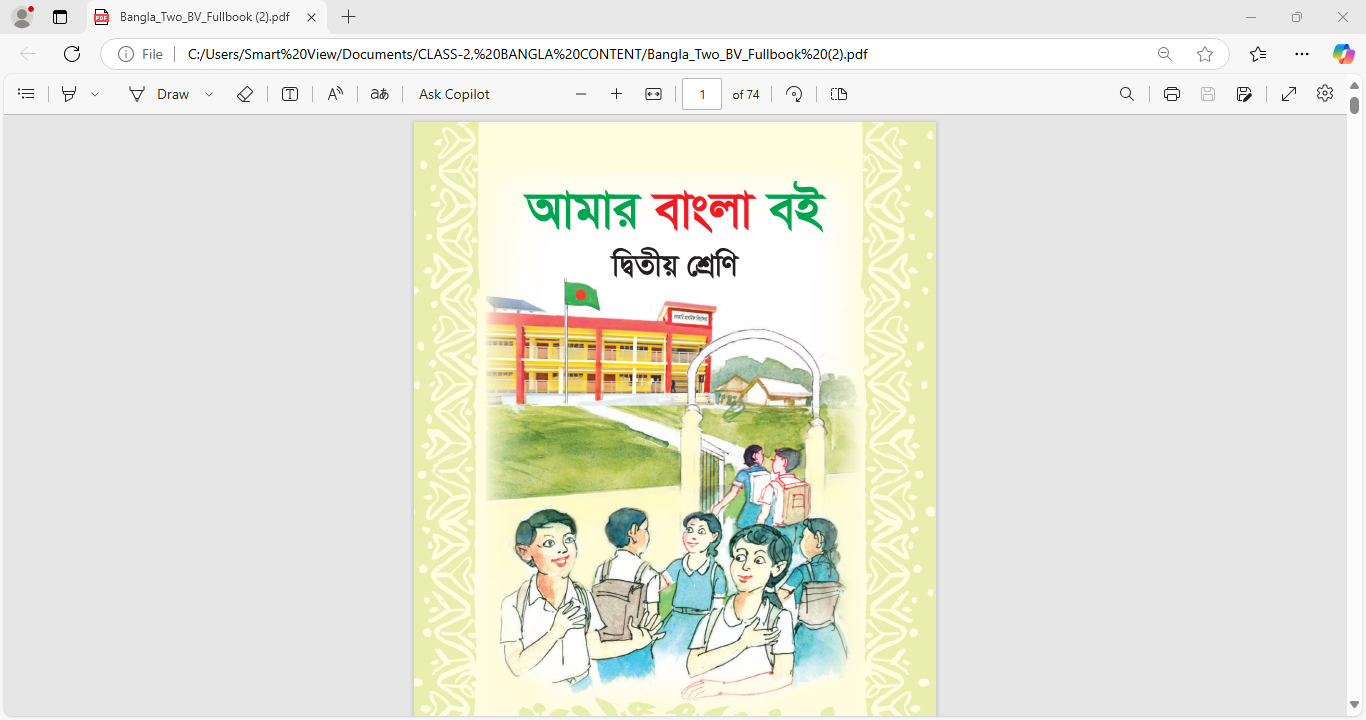 Bangla_Two_BV_Fullbook (2).pdf
File
C:/Users/Smart%20View/Documents/CLASS-2,%20BANGLA%20CONTENT/Bangla_Two_BV_Fullbook%20(2).pdf
Draw
Ask Copilot
1 of 74
আমার বাংলা বই
দ্বিতীয় শ্রেণি